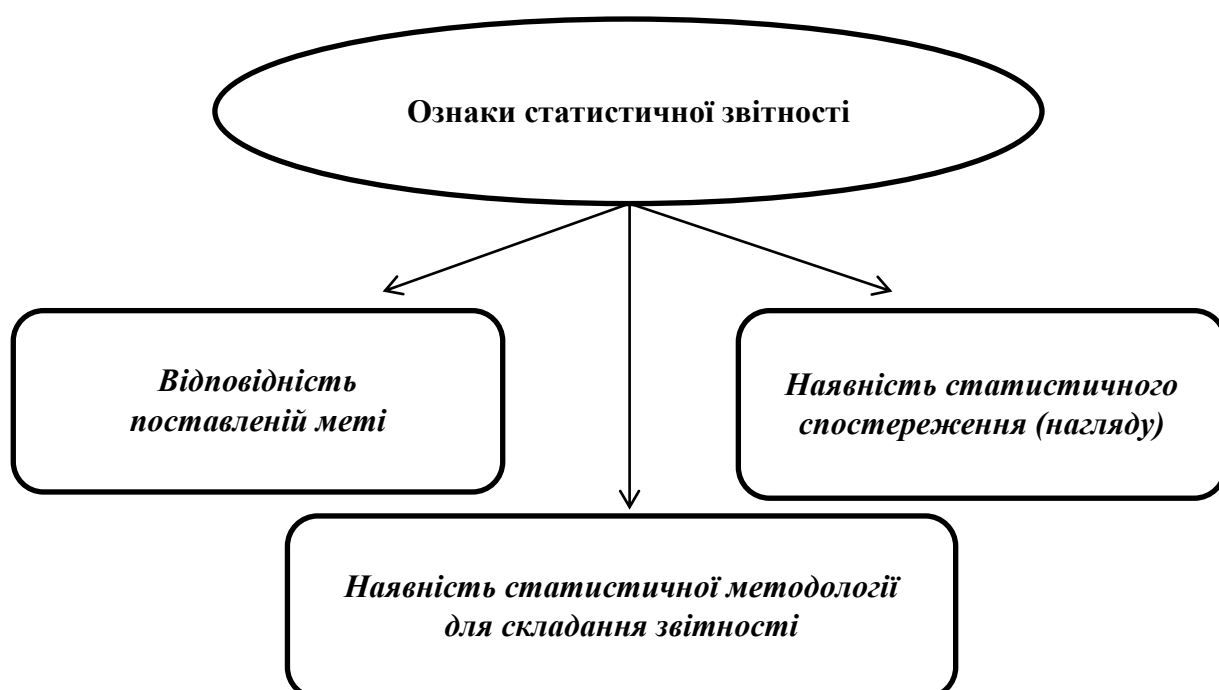 Ознаки статистичної звітності
Відповідність
поставленій меті
Наявність статистичного
спостереження (нагляду)
Наявність статистичної методології
для складання звітності